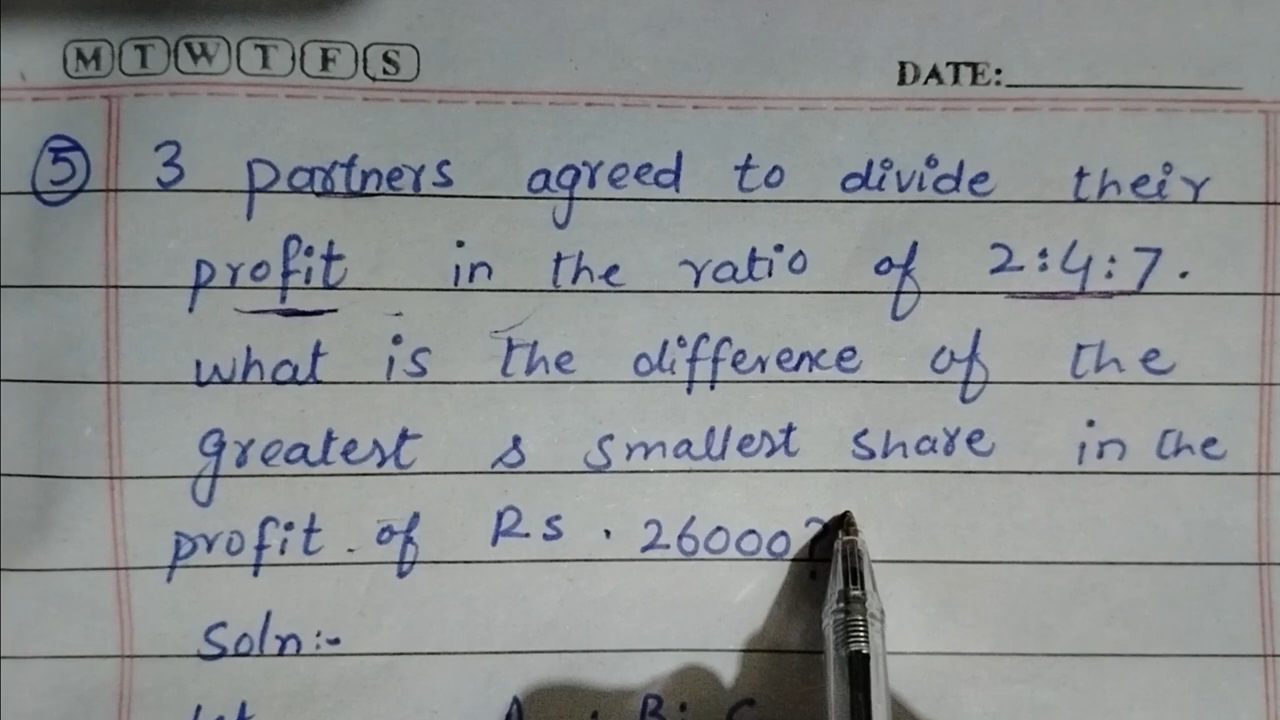 M T W T F S
DATE:
5 3 partners agreed to divide their
profit in the ratio of 2:4:7.
what is the difference of the
greatest & smallest share in the
profit of Rs. 26000?
Soln:-
let A : B : C